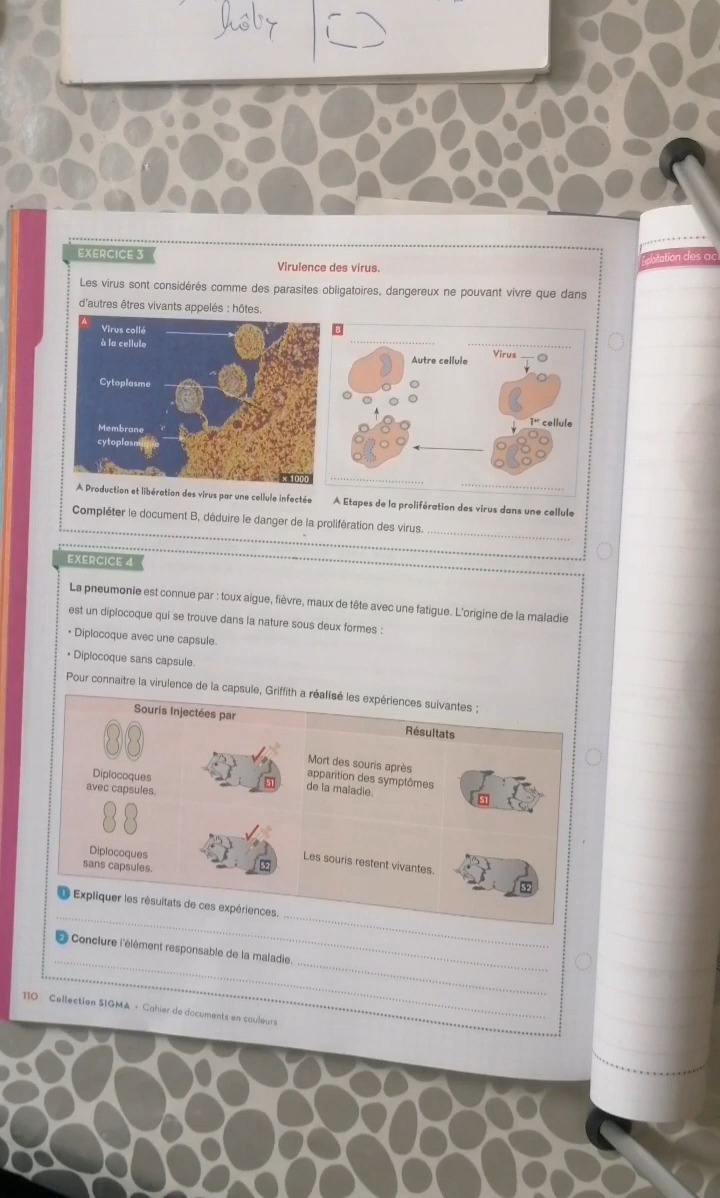 EXERCICE 3
Virulence des virus.
Les virus sont considérés comme des parasites obligatoires, dangereux ne pouvant vivre que dans
d'autres êtres vivants appelés : hôtes.
A
Virus collé
à la cellule
Cytoplasme
Membrane
cytoplasmique
x 1000
A Production et libération des virus par une cellule infectée
B
Autre cellule
Virus
1re cellule
A Etapes de la prolifération des virus dans une cellule
Compléter le document B, déduire le danger de la prolifération des virus.
EXERCICE 4
La pneumonie est connue par : toux aigue, fièvre, maux de tête avec une fatigue. L'origine de la maladie
est un diplocoque qui se trouve dans la nature sous deux formes :
• Diplocoque avec une capsule.
• Diplocoque sans capsule.
Pour connaitre la virulence de la capsule, Griffith a réalisé les expériences suivantes ;
Souris Injectées par
Résultats
Diplocoques
avec capsules.
S1
Mort des souris après
apparition des symptômes
de la maladie.
S1
Diplocoques
sans capsules.
S2
Les souris restent vivantes.
S2
1 Expliquer les résultats de ces expériences.
2 Conclure l'élément responsable de la maladie.
110 Collection SIGMA • Cahier de documents en couleurs
Exploitation des ac